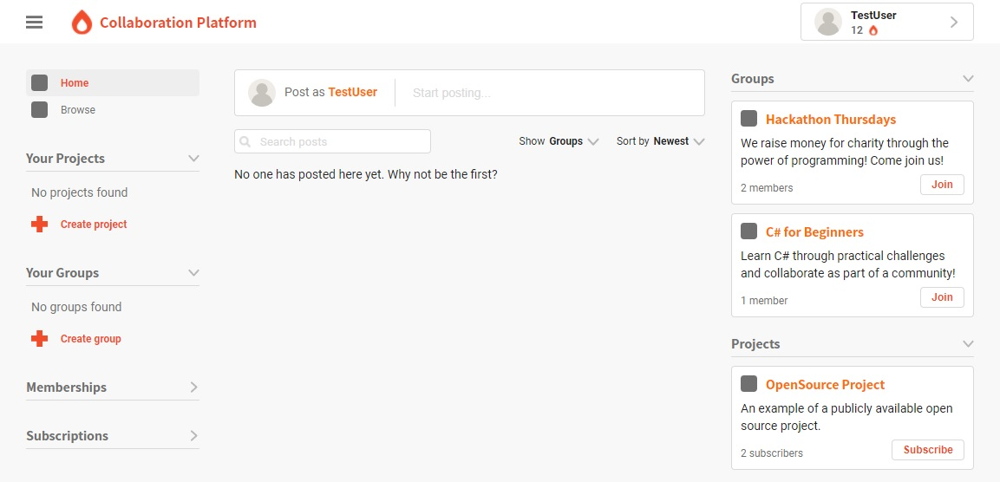 Collaboration Platform
TestUser
12
Home
Browse
Your Projects
No projects found
Create project
Your Groups
No groups found
Create group
Memberships
Subscriptions
Post as TestUser
Start posting...
Search posts
Show Groups
Sort by Newest
No one has posted here yet. Why not be the first?
Groups
Hackathon Thursdays
We raise money for charity through the
power of programming! Come join us!
2 members
Join
C# for Beginners
Learn C# through practical challenges
and collaborate as part of a community!
1 member
Join
Projects
OpenSource Project
An example of a publicly available open
source project.
2 subscribers
Subscribe